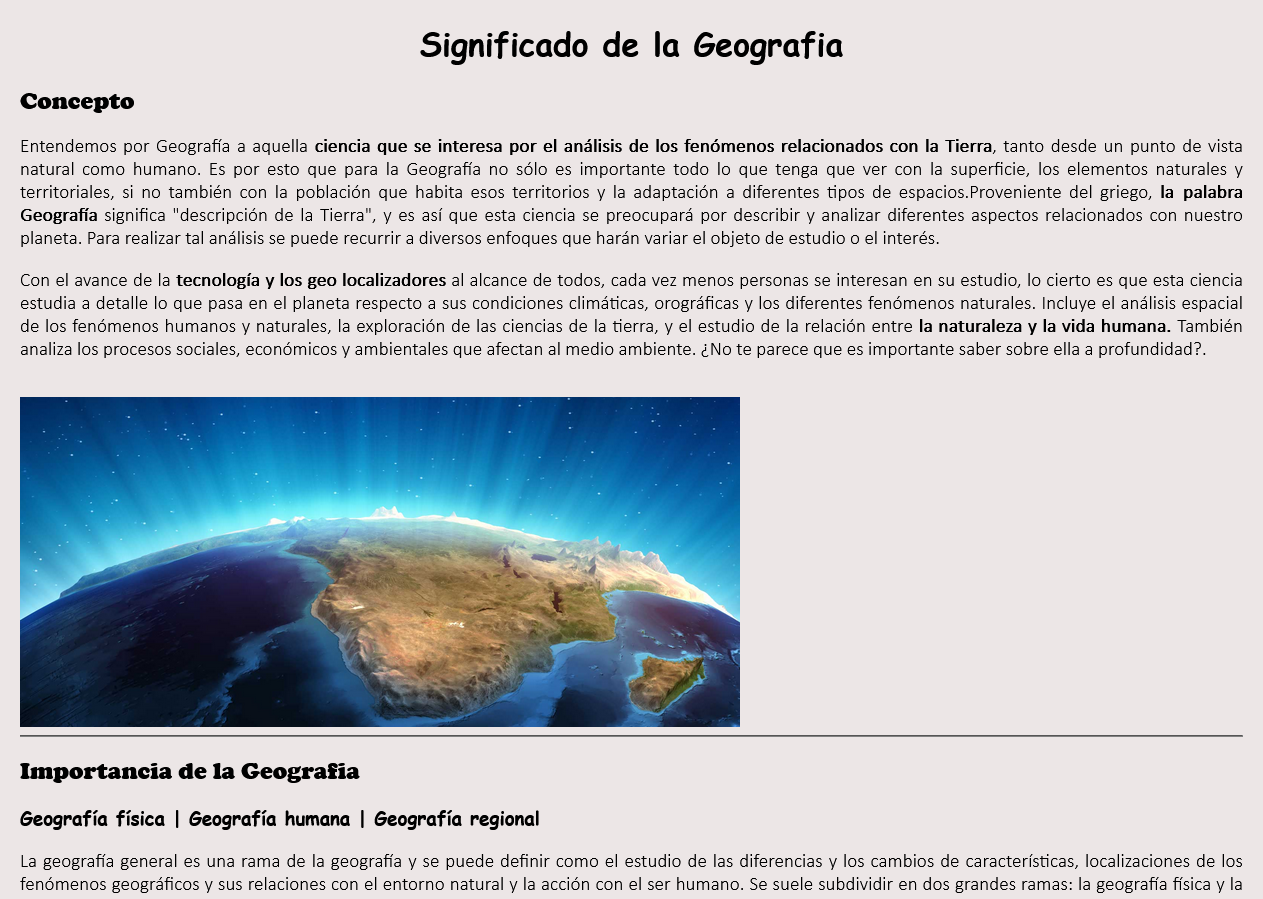 Significado de la Geografia
Concepto
Entendemos por Geografía a aquella ciencia que se interesa por el análisis de los fenómenos relacionados con la Tierra, tanto desde un punto de vista
natural como humano. Es por esto que para la Geografía no sólo es importante todo lo que tenga que ver con la superficie, los elementos naturales y
territoriales, si no también con la población que habita esos territorios y la adaptación a diferentes tipos de espacios.Proveniente del griego, la palabra
Geografía significa "descripción de la Tierra", y es así que esta ciencia se preocupará por describir y analizar diferentes aspectos relacionados con nuestro
planeta. Para realizar tal análisis se puede recurrir a diversos enfoques que harán variar el objeto de estudio o el interés.
Con el avance de la tecnología y los geo localizadores al alcance de todos, cada vez menos personas se interesan en su estudio, lo cierto es que esta ciencia
estudia a detalle lo que pasa en el planeta respecto a sus condiciones climáticas, orográficas y los diferentes fenómenos naturales. Incluye el análisis espacial
de los fenómenos humanos y naturales, la exploración de las ciencias de la tierra, y el estudio de la relación entre la naturaleza y la vida humana. También
analiza los procesos sociales, económicos y ambientales que afectan al medio ambiente. ¿No te parece que es importante saber sobre ella a profundidad?.
Importancia de la Geografia
Geografía física | Geografía humana | Geografía regional
La geografía general es una rama de la geografía y se puede definir como el estudio de las diferencias y los cambios de características, localizaciones de los
fenómenos geográficos y sus relaciones con el entorno natural y la acción con el ser humano. Se suele subdividir en dos grandes ramas: la geografía física y la